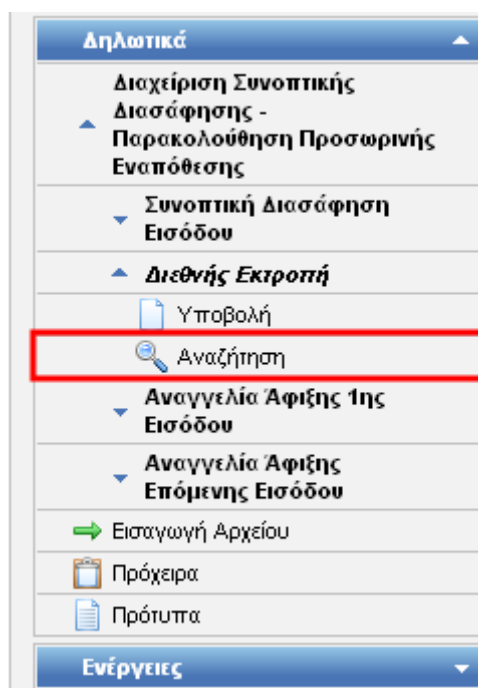 Δηλωτικά
Διαχείριση Συνοπτικής
Διασάφησης -
Παρακολούθηση Προσωρινής
Εναπόθεσης
Συνοπτική Διασάφηση
Εισόδου
Διεθνής Εκτροπή
Υποβολή
Αναζήτηση
Αναγγελία Άφιξης 1ης
Εισόδου
Αναγγελία Άφιξης
Επόμενης Εισόδου
Εισαγωγή Αρχείου
Πρόχειρα
Πρότυπα
Ενέργειες